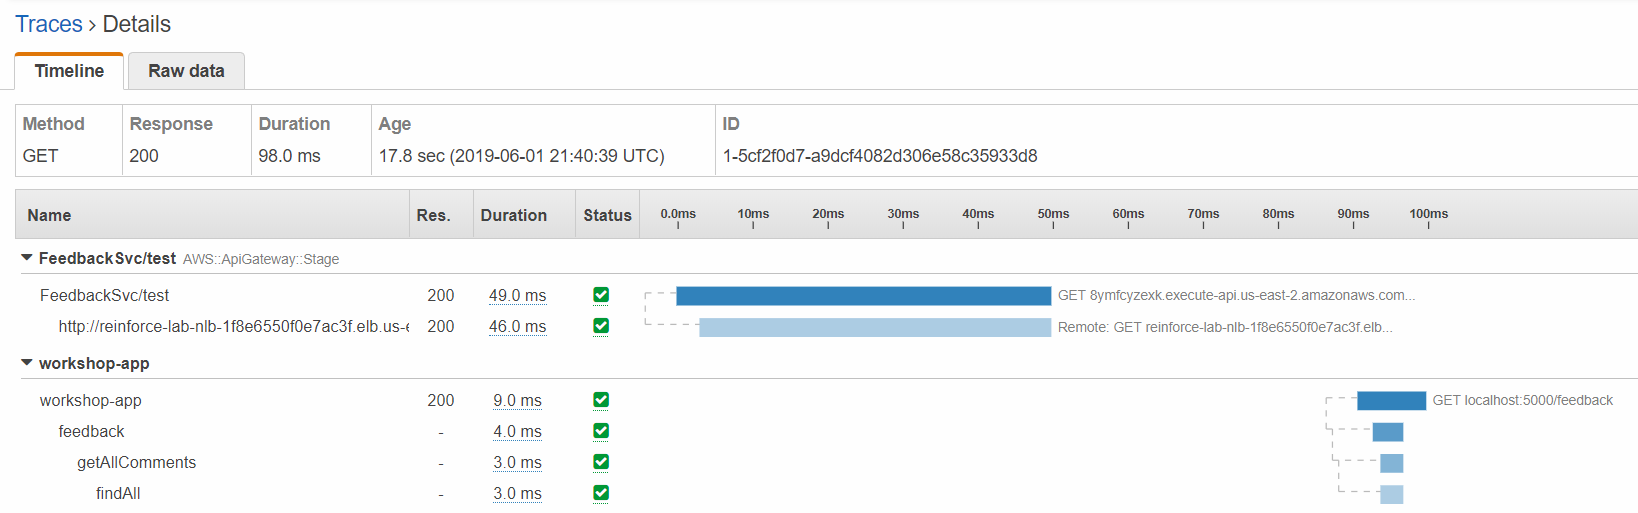 Traces > Details
Timeline Raw data
Method Response Duration Age ID
GET 200 98.0 ms 17.8 sec (2019-06-01 21:40:39 UTC) 1-5cf2f0d7-a9dcf4082d306e58c35933d8
Name Res. Duration Status 0.0ms 10ms 20ms 30ms 40ms 50ms 60ms 70ms 80ms 90ms 100ms
FeedbackSvc/test AWS::ApiGateway::Stage
FeedbackSvc/test 200 49.0 ms GET 8ymfcyzexk.execute-api.us-east-2.amazonaws.com...
http://reinforce-lab-nlb-1f8e6550f0e7ac3f.elb.us-e 200 46.0 ms Remote: GET reinforce-lab-nlb-1f8e6550f0e7ac3f.elb...
workshop-app
workshop-app 200 9.0 ms GET localhost:5000/feedback
feedback - 4.0 ms
getAllComments - 3.0 ms
findAll - 3.0 ms